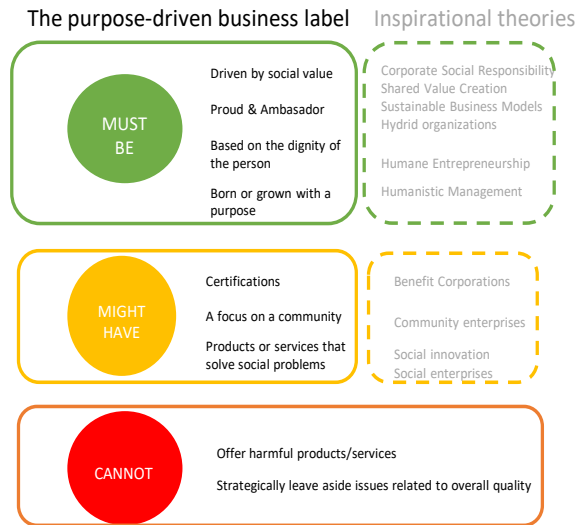 The purpose-driven business label
Inspirational theories
MUST
BE
Driven by social value
Proud & Ambasador
Based on the dignity of
the person
Born or grown with a
purpose
Corporate Social Responsibility
Shared Value Creation
Sustainable Business Models
Hydrid organizations
Humane Entrepreneurship
Humanistic Management
MIGHT
HAVE
Certifications
A focus on a community
Products or services that
solve social problems
Benefit Corporations
Community enterprises
Social innovation
Social enterprises
CANNOT
Offer harmful products/services
Strategically leave aside issues related to overall quality